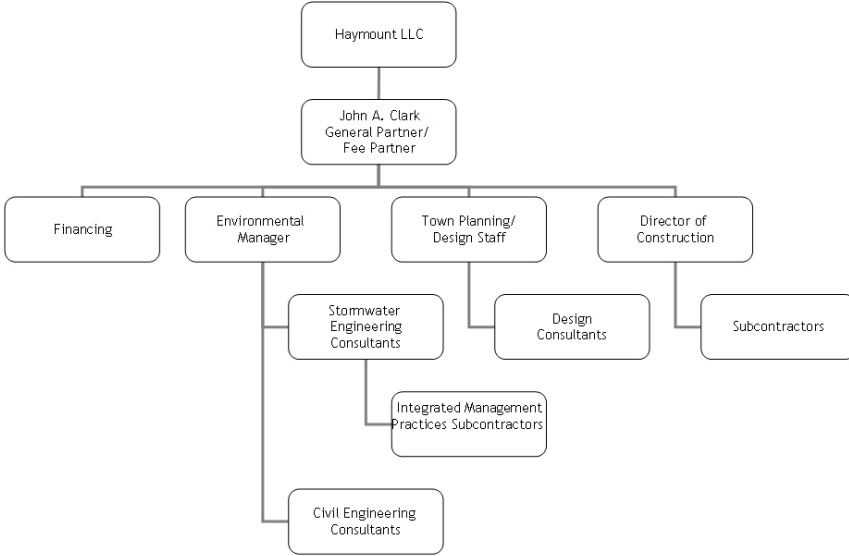 Haymount LLC
John A. Clark
General Partner/
Fee Partner
Financing
Environmental
Manager
Town Planning/
Design Staff
Director of
Construction
Stormwater
Engineering
Consultants
Design
Consultants
Subcontractors
Integrated Management
Practices Subcontractors
Civil Engineering
Consultants